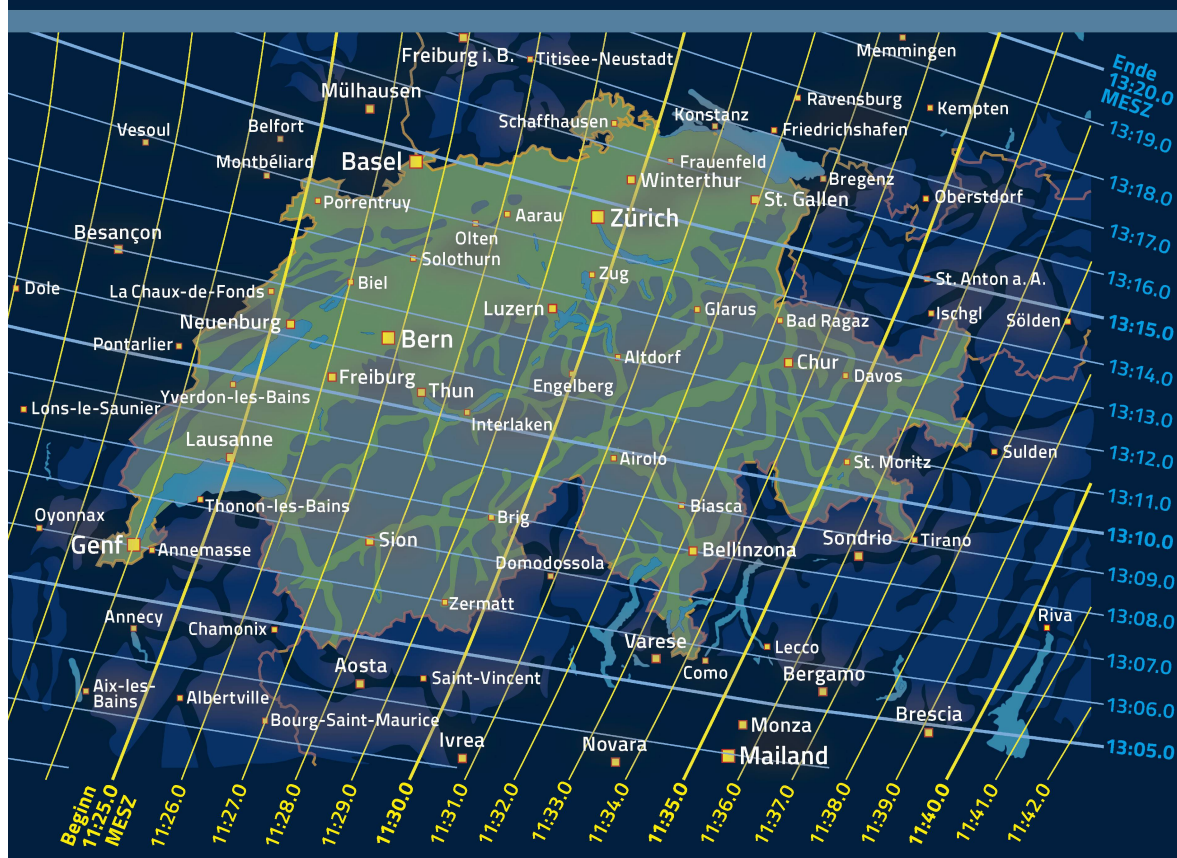 Freiburg i. B.
Titisee-Neustadt
Memmingen
Ende
13:20.0
MESZ
Mülhausen
Ravensburg
Kempten
Vesoul
Belfort
Schaffhausen
Konstanz
Friedrichshafen
13:19.0
Montbéliard
Basel
Frauenfeld
Winterthur
Bregenz
13:18.0
Porrentruy
Aarau
Zürich
St. Gallen
Oberstdorf
Besançon
Olten
Solothurn
13:17.0
Dole
La Chaux-de-Fonds
Biel
Zug
St. Anton a. A.
13:16.0
Neuenburg
Luzern
Glarus
Bad Ragaz
Ischgl
Sölden
13:15.0
Pontarlier
Bern
Altdorf
Chur
Davos
13:14.0
Freiburg
Thun
Engelberg
Yverdon-les-Bains
Lons-le-Saunier
Interlaken
13:13.0
Lausanne
Airolo
St. Moritz
Sulden
13:12.0
Thonon-les-Bains
Biasca
13:11.0
Oyonnax
Brig
Genf
Annemasse
Sion
Bellinzona
Sondrio
Tirano
13:10.0
Domodossola
13:09.0
Zermatt
Annecy
Chamonix
Riva
13:08.0
Varese
Lecco
Aosta
Saint-Vincent
Como
Bergamo
13:07.0
Aix-les-
Bains
Albertville
13:06.0
Bourg-Saint-Maurice
Brescia
Ivrea
Novara
Monza
Mailand
13:05.0
Beginn
11:25.0
MESZ
11:26.0
11:27.0
11:28.0
11:29.0
11:30.0
11:31.0
11:32.0
11:33.0
11:34.0
11:35.0
11:36.0
11:37.0
11:38.0
11:39.0
11:40.0
11:41.0
11:42.0